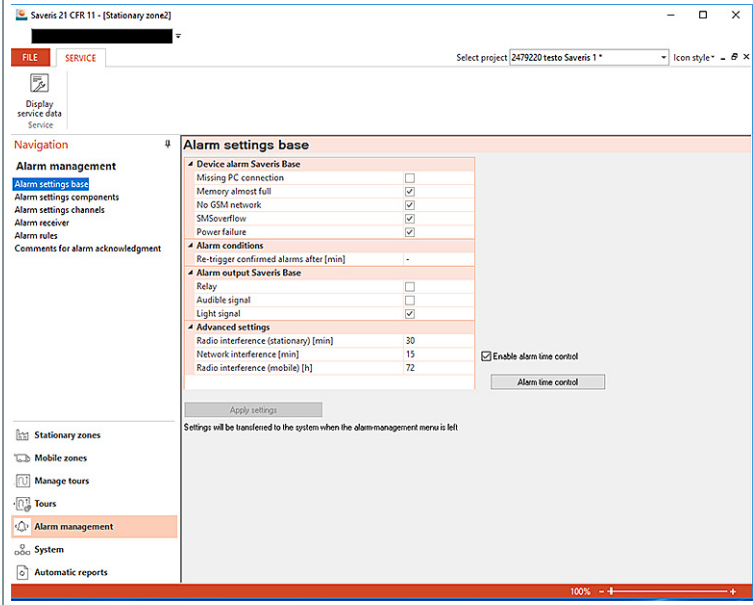 Saveris 21 CFR 11 - [Stationary zone2]
FILE SERVICE
Select project 2479220 testo Saveris 1 * Icon style
Display
service data
Service
Navigation
Alarm management
Alarm settings base
Alarm settings components
Alarm settings channels
Alarm receiver
Alarm rules
Comments for alarm acknowledgment
Stationary zones
Mobile zones
Manage tours
Tours
Alarm management
System
Automatic reports
Alarm settings base
Device alarm Saveris Base
Missing PC connection
Memory almost full
No GSM network
SMSoverflow
Power failure
Alarm conditions
Re-trigger confirmed alarms after [min] -
Alarm output Saveris Base
Relay
Audible signal
Light signal
Advanced settings
Radio interference (stationary) [min] 30
Network interference [min] 15
Radio interference (mobile) [h] 72
Enable alarm time control
Alarm time control
Apply settings
Settings will be transferred to the system when the alarm-management menu is left
100%